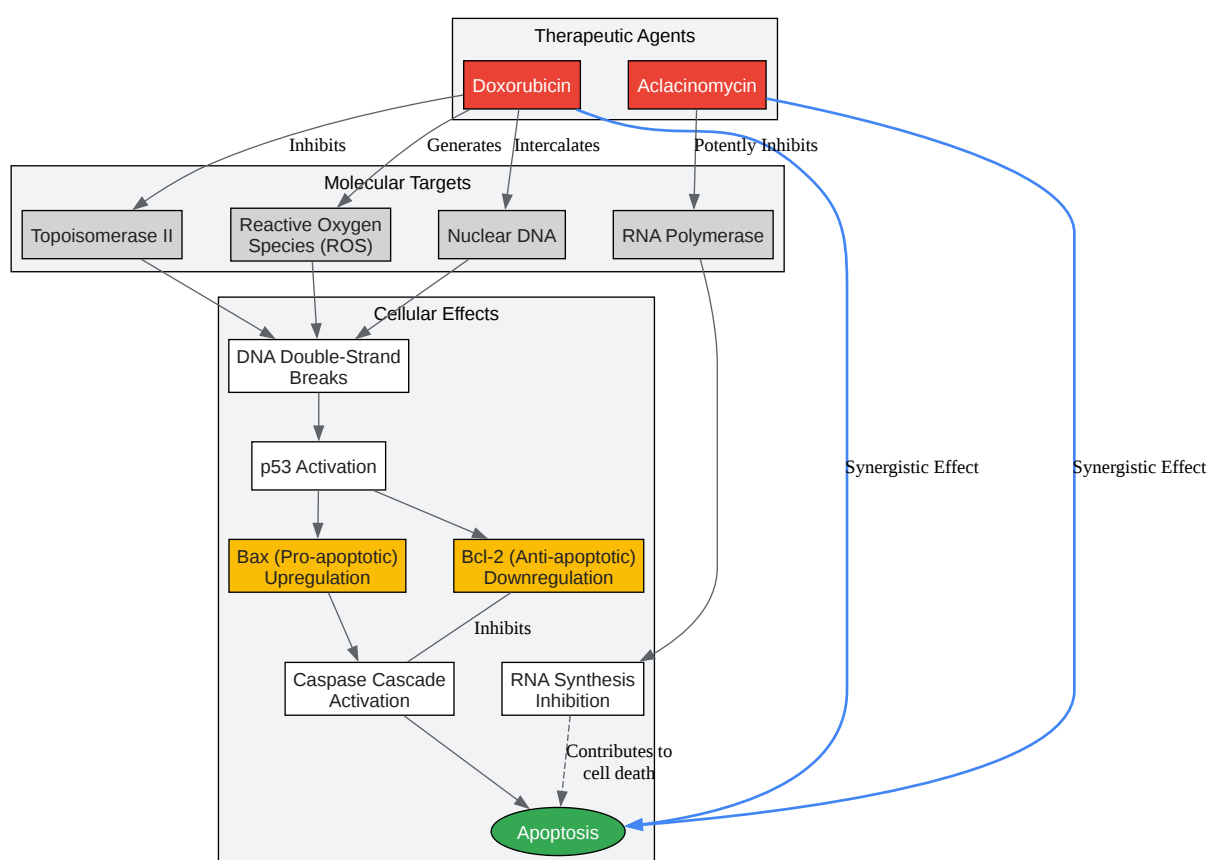 Therapeutic Agents
Doxorubicin
Aclacinomycin
Inhibits
Generates
Intercalates
Potently Inhibits
Molecular Targets
Topoisomerase II
Reactive Oxygen
Species (ROS)
Nuclear DNA
RNA Polymerase
Cellular Effects
DNA Double-Strand
Breaks
p53 Activation
Synergistic Effect
Synergistic Effect
Bax (Pro-apoptotic)
Upregulation
Bcl-2 (Anti-apoptotic)
Downregulation
Inhibits
Caspase Cascade
Activation
RNA Synthesis
Inhibition
Contributes to
cell death
Apoptosis